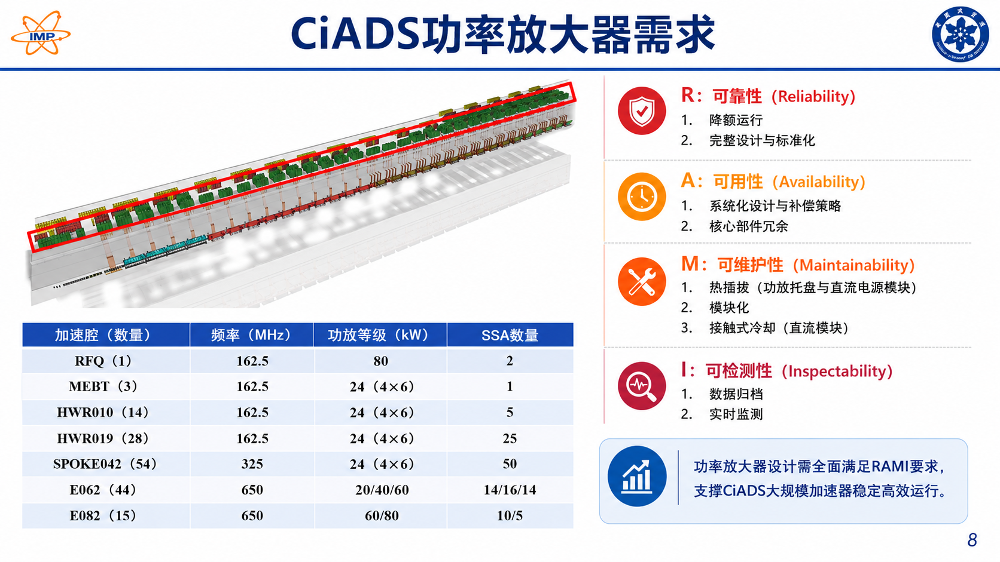 IMP
CiADS功率放大器需求
R：可靠性（Reliability）
1. 降额运行
2. 完整设计与标准化
A：可用性（Availability）
1. 系统化设计与补偿策略
2. 核心部件冗余
M：可维护性（Maintainability）
1. 热插拔（功放托盘与直流电源模块）
2. 模块化
3. 接触式冷却（直流模块）
I：可检测性（Inspectability）
1. 数据归档
2. 实时监测
加速腔（数量） 频率（MHz） 功放等级（kW） SSA数量
RFQ（1） 162.5 80 2
MEBT（3） 162.5 24（4×6） 1
HWR010（14） 162.5 24（4×6） 5
HWR019（28） 162.5 24（4×6） 25
SPOKE042（54） 325 24（4×6） 50
E062（44） 650 20/40/60 14/16/14
E082（15） 650 60/80 10/5
功率放大器设计需全面满足RAMI要求，
支撑CiADS大规模加速器稳定高效运行。
8